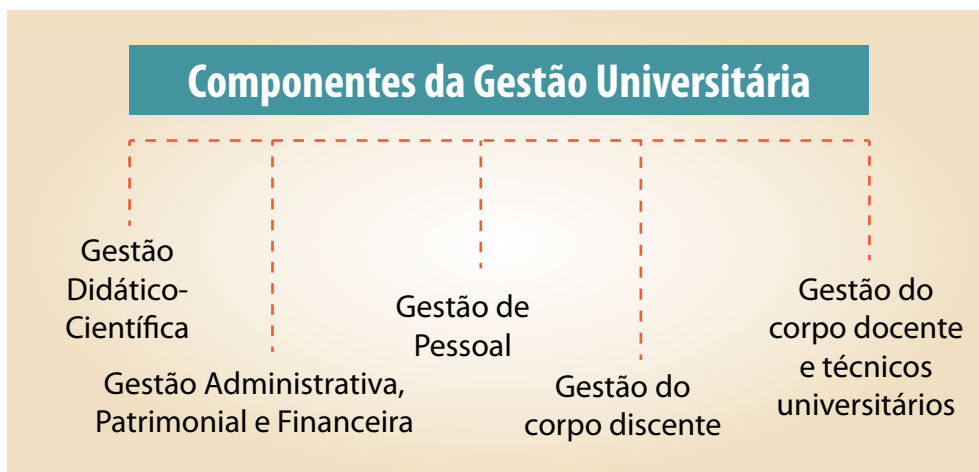 Componentes da Gestão Universitária
Gestão
Didático-
Científica
Gestão Administrativa,
Patrimonial e Financeira
Gestão de
Pessoal
Gestão do
corpo discente
Gestão do
corpo docente
e técnicos
universitários